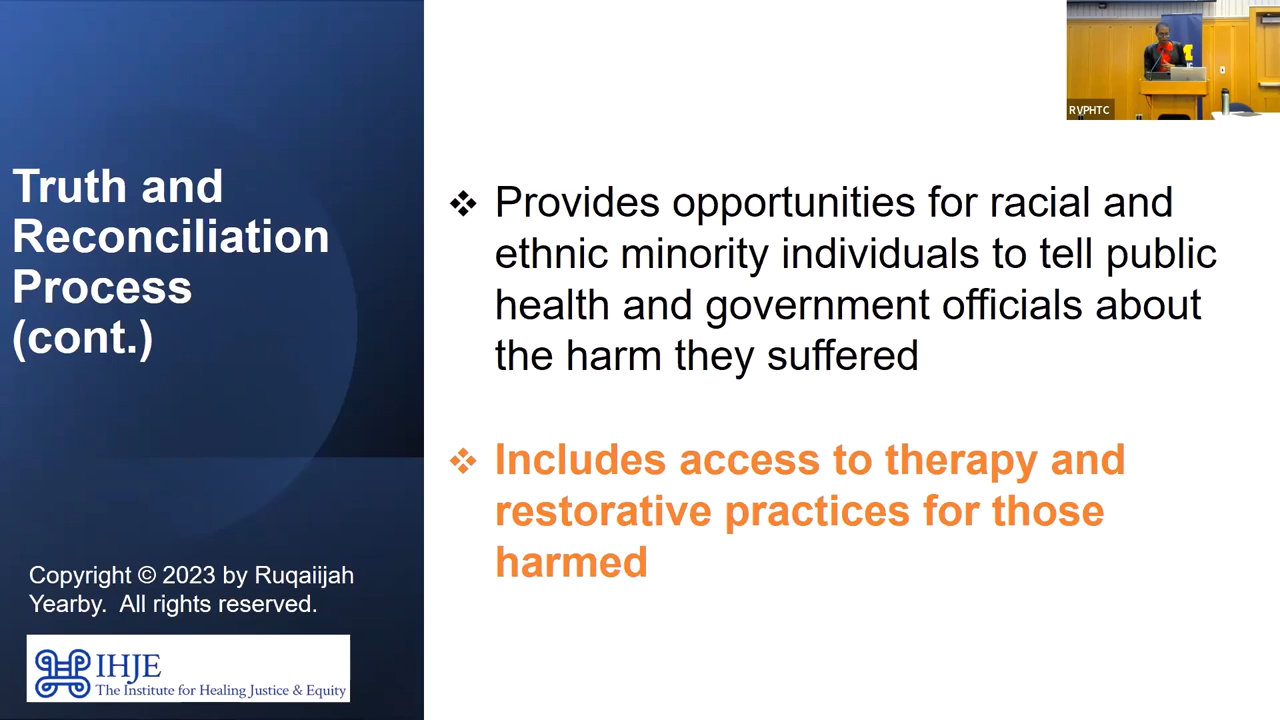 RVPHTC
Truth and
Reconciliation
Process
(cont.)
❖ Provides opportunities for racial and
ethnic minority individuals to tell public
health and government officials about
the harm they suffered
❖ Includes access to therapy and
restorative practices for those
harmed
Copyright © 2023 by Ruqaiijah
Yearby.  All rights reserved.
IHJE
The Institute for Healing Justice & Equity